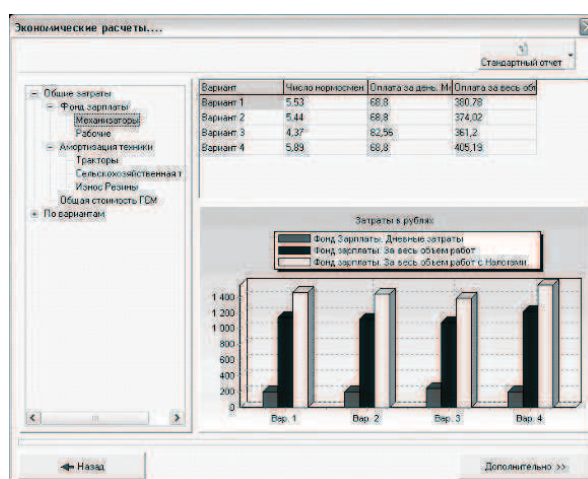 Экономические расчеты....
Стандартный отчет
Общие затраты
Фонд зарплаты
Механизаторы
Рабочие
Амортизация техники
Тракторы
Сельскохозяйственная т
Износ Резины
Общая стоимость ГСМ
По вариантам
Вариант Число нормосмен Оплата за день. Ме Оплата за весь об
Вариант 1 5,53 68,8 380,78
Вариант 2 5,44 68,8 374,02
Вариант 3 4,37 82,56 361,2
Вариант 4 5,89 68,8 405,19
Затраты в рублях
Фонд Зарплаты. Дневные затраты
Фонд зарплаты. За весь объем работ
Фонд зарплаты. За весь объем работ с Налогами.
1 400
1 200
1 000
800
600
400
200
0
Вар. 1 Вар. 2 Вар. 3 Вар. 4
Назад
Дополнительно >>